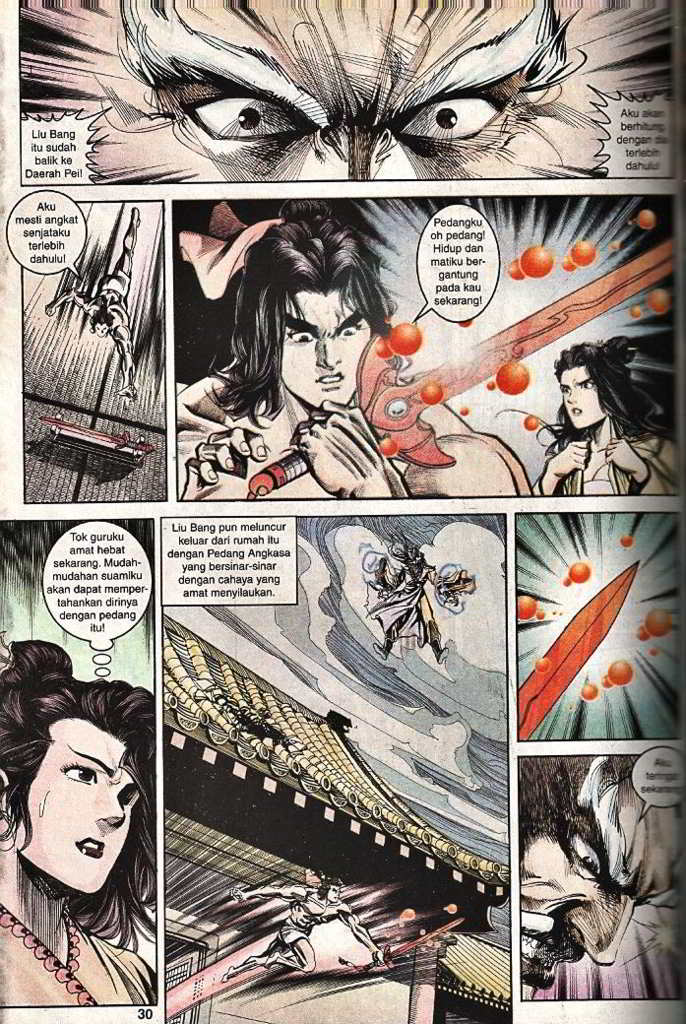 Liu Bang
itu sudah
balik ke
Daerah Pei!
Aku akan
berhitung
dengan dia
terlebih
dahulu!
Aku
mesti angkat
senjataku
terlebih
dahulu!
Pedangku
oh pedang!
Hidup dan
matiku ber-
gantung
pada kau
sekarang!
Tok guruku
amat hebat
sekarang. Mudah-
mudahan suamiku
akan dapat memper-
tahankan dirinya
dengan pedang
itu!
Liu Bang pun meluncur
keluar dari rumah itu
dengan Pedang Angkasa
yang bersinar-sinar
dengan cahaya yang
amat menyilaukan.
Aku
sekarang
30